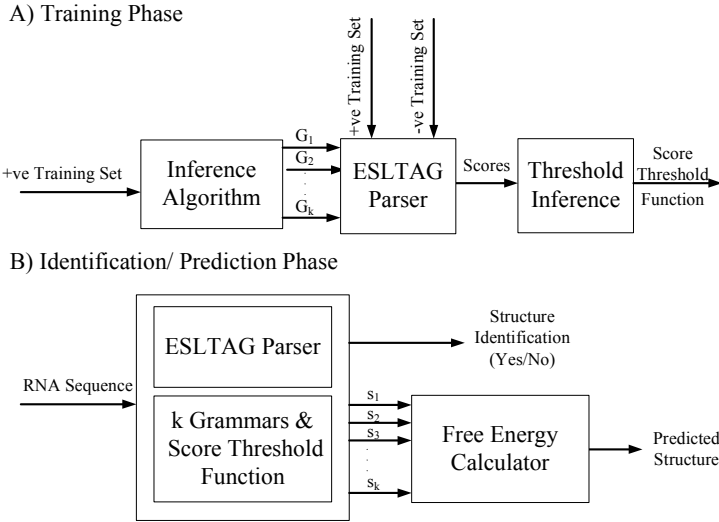 A) Training Phase
+ve Training Set
-ve Training Set
+ve Training Set
Inference
Algorithm
G1
G2
Gk
ESLTAG
Parser
Scores
Threshold
Inference
Score
Threshold
Function
B) Identification/ Prediction Phase
RNA Sequence
ESLTAG Parser
k Grammars &
Score Threshold
Function
Structure
Identification
(Yes/No)
s1
s2
s3
sk
Free Energy
Calculator
Predicted
Structure